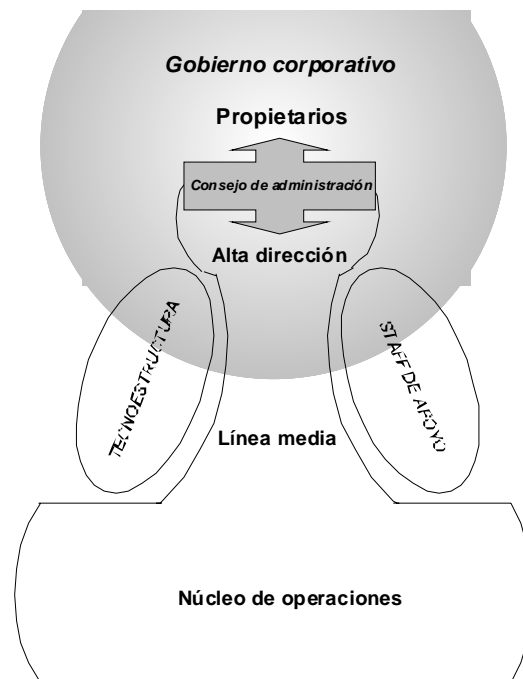 Gobierno corporativo
Propietarios
Consejo de administración
Alta dirección
TECNOESTRUCTURA
STAFF DE APOYO
Línea media
Núcleo de operaciones